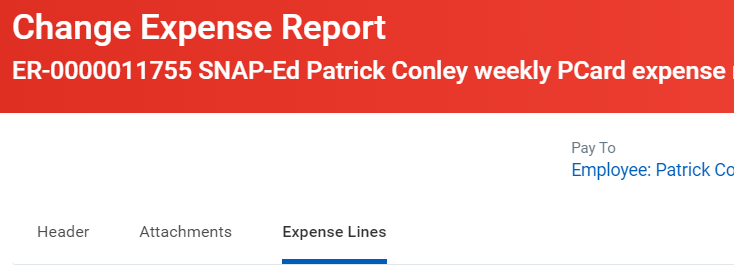 Change Expense Report
ER-0000011755 SNAP-Ed Patrick Conley weekly PCard expense
Pay To
Employee: Patrick Co
Header Attachments Expense Lines